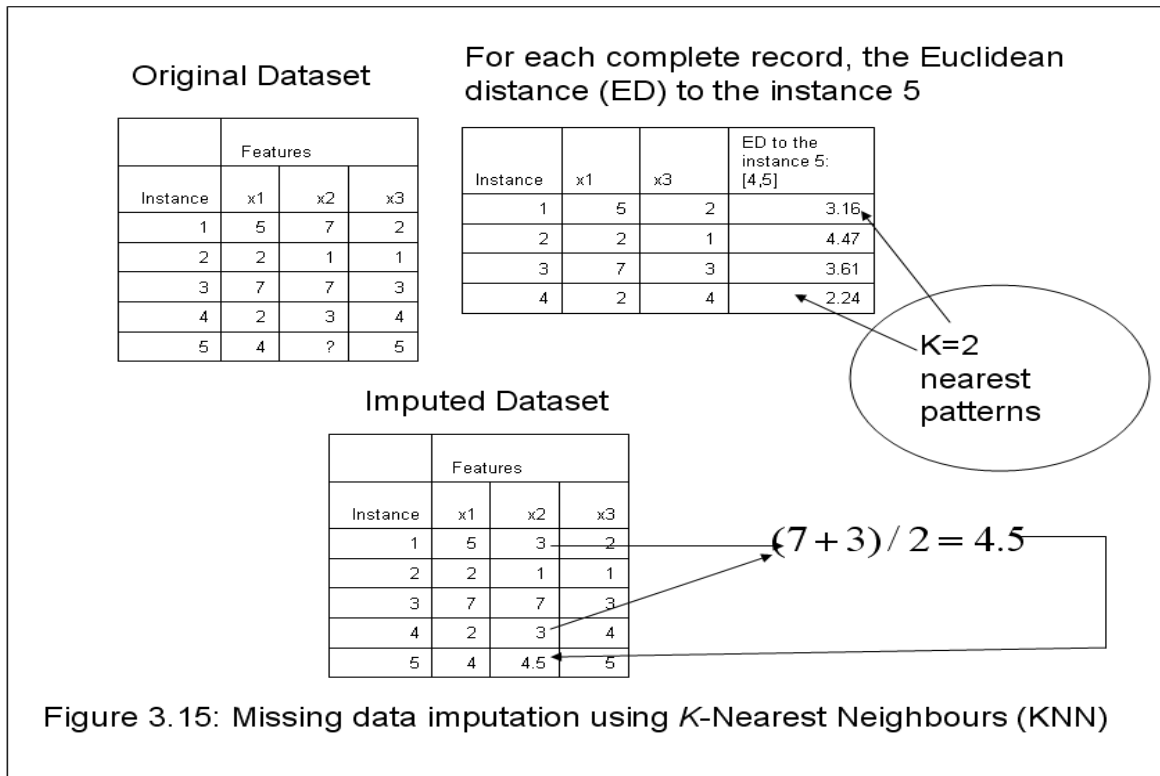 Original Dataset
Features
Instance x1 x2 x3
1 5 7 2
2 2 1 1
3 7 7 3
4 2 3 4
5 4 ? 5
For each complete record, the Euclidean
distance (ED) to the instance 5
ED to the
instance 5:
Instance x1 x3 [4,5]
1 5 2 3.16
2 2 1 4.47
3 7 3 3.61
4 2 4 2.24
K=2
nearest
patterns
Imputed Dataset
Features
Instance x1 x2 x3
1 5 3 2
2 2 1 1
3 7 7 3
4 2 3 4
5 4 4.5 5
(7+3)/2=4.5
Figure 3.15: Missing data imputation using K-Nearest Neighbours (KNN)